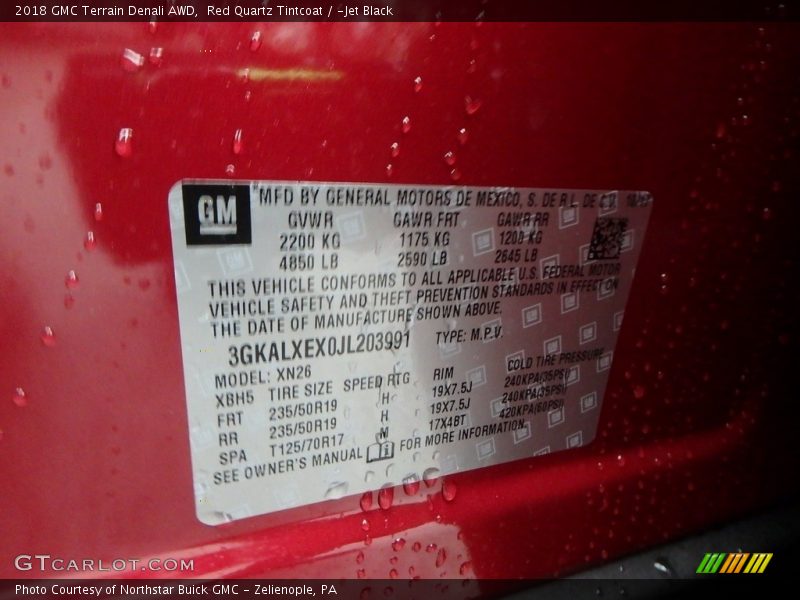 2018 GMC Terrain Denali AWD, Red Quartz Tintcoat / -Jet Black
GM
MFD BY GENERAL MOTORS DE MEXICO, S. DE R.L. DE C.V.
GVWR GAWR FRT GAWR RR
2200 KG 1175 KG 1200 KG
4850 LB 2590 LB 2645 LB
THIS VEHICLE CONFORMS TO ALL APPLICABLE U.S. FEDERAL MOTOR
VEHICLE SAFETY AND THEFT PREVENTION STANDARDS IN EFFECT ON
THE DATE OF MANUFACTURE SHOWN ABOVE.
3GKALXEX0JL203991 TYPE: M.P.V.
MODEL: XN26
XBH5 TIRE SIZE SPEED RTG RIM COLD TIRE PRESSURE
FRT 235/50R19 H 19X7.5J 240KPA(35PSI)
RR 235/50R19 H 19X7.5J 240KPA(35PSI)
SPA T125/70R17 M 17X4BT 420KPA(60PSI)
SEE OWNER'S MANUAL FOR MORE INFORMATION.
GTCARLOT.COM
Photo Courtesy of Northstar Buick GMC - Zelienople, PA